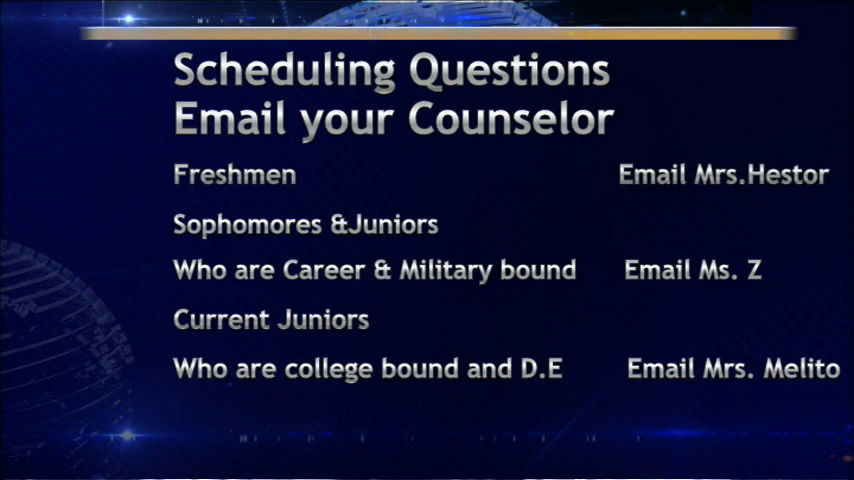 Scheduling Questions
Email your Counselor
Freshmen Email Mrs.Hestor
Sophomores &Juniors
Who are Career & Military bound Email Ms. Z
Current Juniors
Who are college bound and D.E Email Mrs. Melito